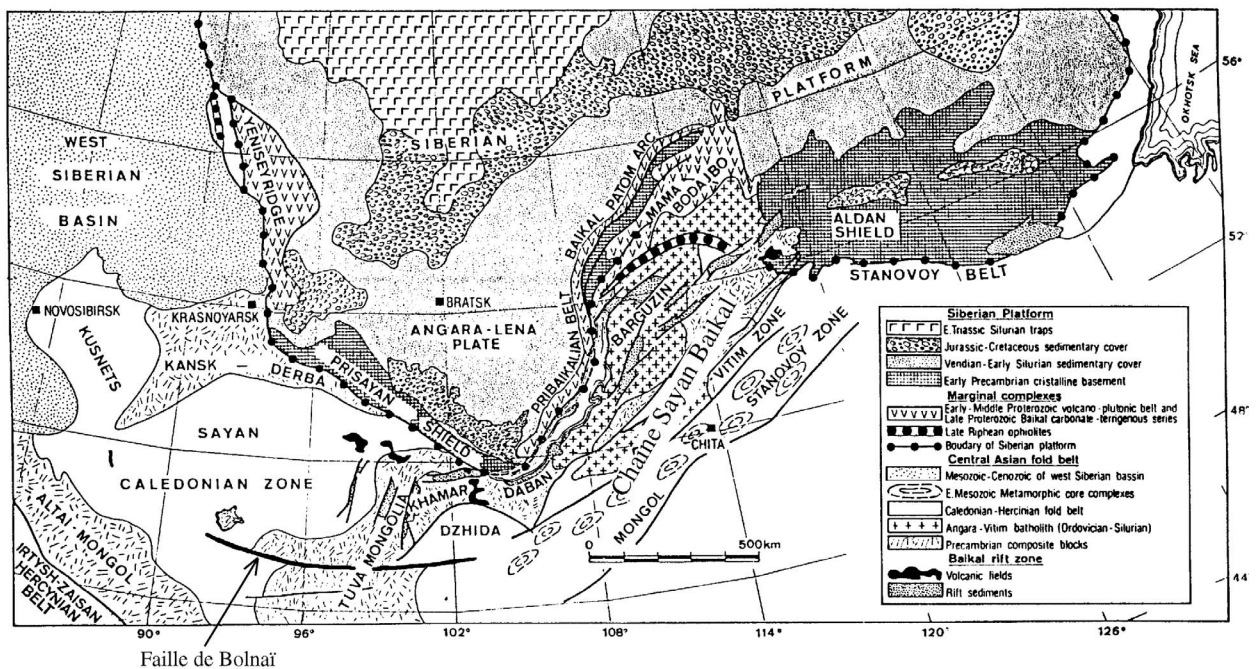 56°
52°
48°
44°
OKHOTSK SEA
WEST
SIBERIAN
BASIN
YENISEY RIDGE
SIBERIAN
PLATFORM
BAIKAL PATOM ARC
MAMA
BODAIBO
ALDAN
SHIELD
STANOVOY BELT
NOVOSIBIRSK
KRASNOYARSK
BRATSK
ANGARA-LENA
PLATE
PRIBAIKALIAN BELT
BARGUZIN
Chaîne Sayan Baikal
VITIM ZONE
STANOVOY ZONE
KUSNETS
KANSK
DERBA
PRISAYAN
SHIELD
SAYAN
CALEDONIAN ZONE
KHAMAR
DABAN
CHITA
ALTAI-MONGOL
IRTYSH-ZAISAN
HERCYNIAN
BELT
TUVA MONGOLIA
DZHIDA
MONGOL
0 500km
Siberian Platform
E.Triassic Silurian traps
Jurassic-Cretaceous sedimentary cover
Vendian-Early Silurian sedimentary cover
Early Precambrian cristalline basement
Marginal complexes
Early-Middle Proterozoic volcano-plutonic belt and
Late Proterozoic Baikal carbonate-terrigenous series
Late Riphean ophiolites
Boudary of Siberian platform
Central Asian fold belt
Mesozoic-Cenozoic of west Siberian bassin
E.Mesozoic Metamorphic core complexes
Caledonian-Hercinian fold belt
Angara-Vitim batholith (Ordovician-Silurian)
Precambrian composite blocks
Baikal rift zone
Volcanic fields
Rift sediments
90° 96° 102° 108° 114° 120° 126°
Faille de Bolnaï